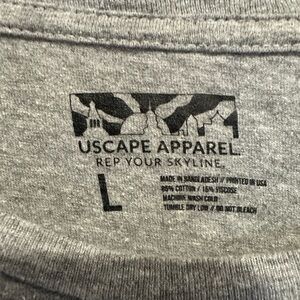 USCAPE APPAREL
REP YOUR SKYLINE
L
MADE IN BANGLADESH // PRINTED IN USA
85% COTTON / 15% VISCOSE
MACHINE WASH COLD
TUMBLE DRY LOW // DO NOT BLEACH